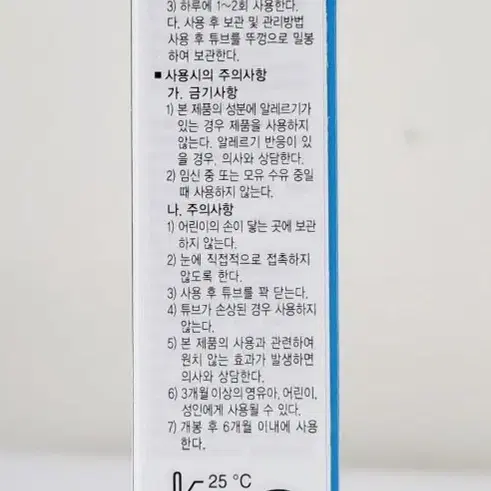 3) 하루에 1~2회 사용한다.
다. 사용 후 보관 및 관리방법
사용 후 튜브를 뚜껑으로 밀봉
하여 보관한다.
■ 사용시의 주의사항
가. 금기사항
1) 본 제품의 성분에 알레르기가
있는 경우 제품을 사용하지
않는다. 알레르기 반응이 있
을 경우, 의사와 상담한다.
2) 임신 중 또는 모유 수유 중일
때 사용하지 않는다.
나. 주의사항
1) 어린이의 손이 닿는 곳에 보관
하지 않는다.
2) 눈에 직접적으로 접촉하지
않도록 한다.
3) 사용 후 튜브를 꽉 닫는다.
4) 튜브가 손상된 경우 사용하지
않는다.
5) 본 제품의 사용과 관련하여
원치 않는 효과가 발생하면
의사와 상담한다.
6) 3개월 이상의 영유아, 어린이,
성인에게 사용될 수 있다.
7) 개봉 후 6개월 이내에 사용
한다.
25 °C